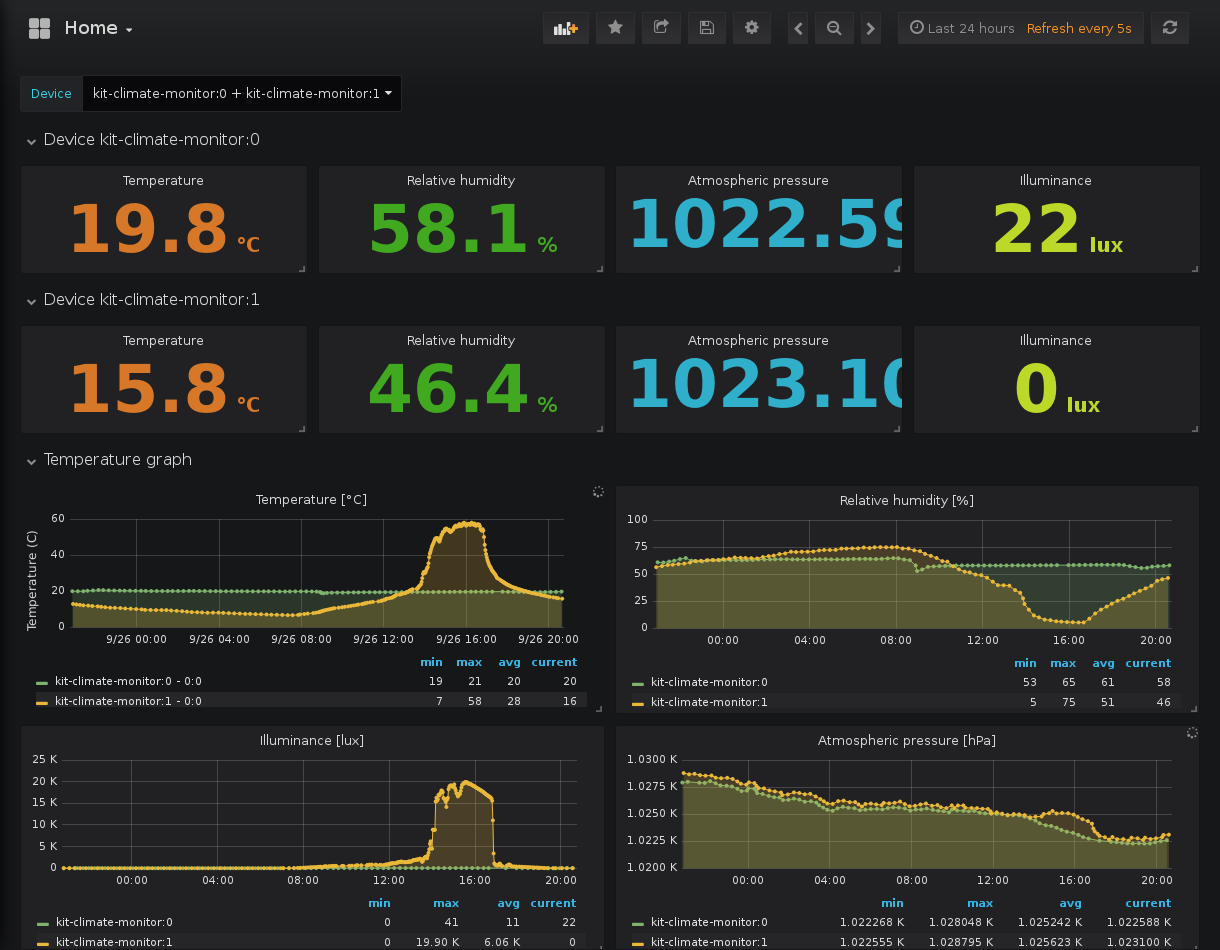 Home
Last 24 hours Refresh every 5s
Device kit-climate-monitor:0 + kit-climate-monitor:1
Device kit-climate-monitor:0
Temperature Relative humidity Atmospheric pressure Illuminance
19.8 °C 58.1 % 1022.59 22 lux
Device kit-climate-monitor:1
Temperature Relative humidity Atmospheric pressure Illuminance
15.8 °C 46.4 % 1023.10 0 lux
Temperature graph
Temperature [°C]
Temperature (C)
60
40
20
0
9/26 00:00 9/26 04:00 9/26 08:00 9/26 12:00 9/26 16:00 9/26 20:00
min max avg current
kit-climate-monitor:0 - 0:0 19 21 20 20
kit-climate-monitor:1 - 0:0 7 58 28 16
Relative humidity [%]
100
75
50
25
0
00:00 04:00 08:00 12:00 16:00 20:00
min max avg current
kit-climate-monitor:0 53 65 61 58
kit-climate-monitor:1 5 75 51 46
Illuminance [lux]
25 K
20 K
15 K
10 K
5 K
0
00:00 04:00 08:00 12:00 16:00 20:00
min max avg current
kit-climate-monitor:0 0 41 11 22
kit-climate-monitor:1 0 19.90 K 6.06 K 0
Atmospheric pressure [hPa]
1.0300 K
1.0275 K
1.0250 K
1.0225 K
1.0200 K
00:00 04:00 08:00 12:00 16:00 20:00
min max avg current
kit-climate-monitor:0 1.022268 K 1.028048 K 1.025242 K 1.022588 K
kit-climate-monitor:1 1.022555 K 1.028795 K 1.025623 K 1.023100 K